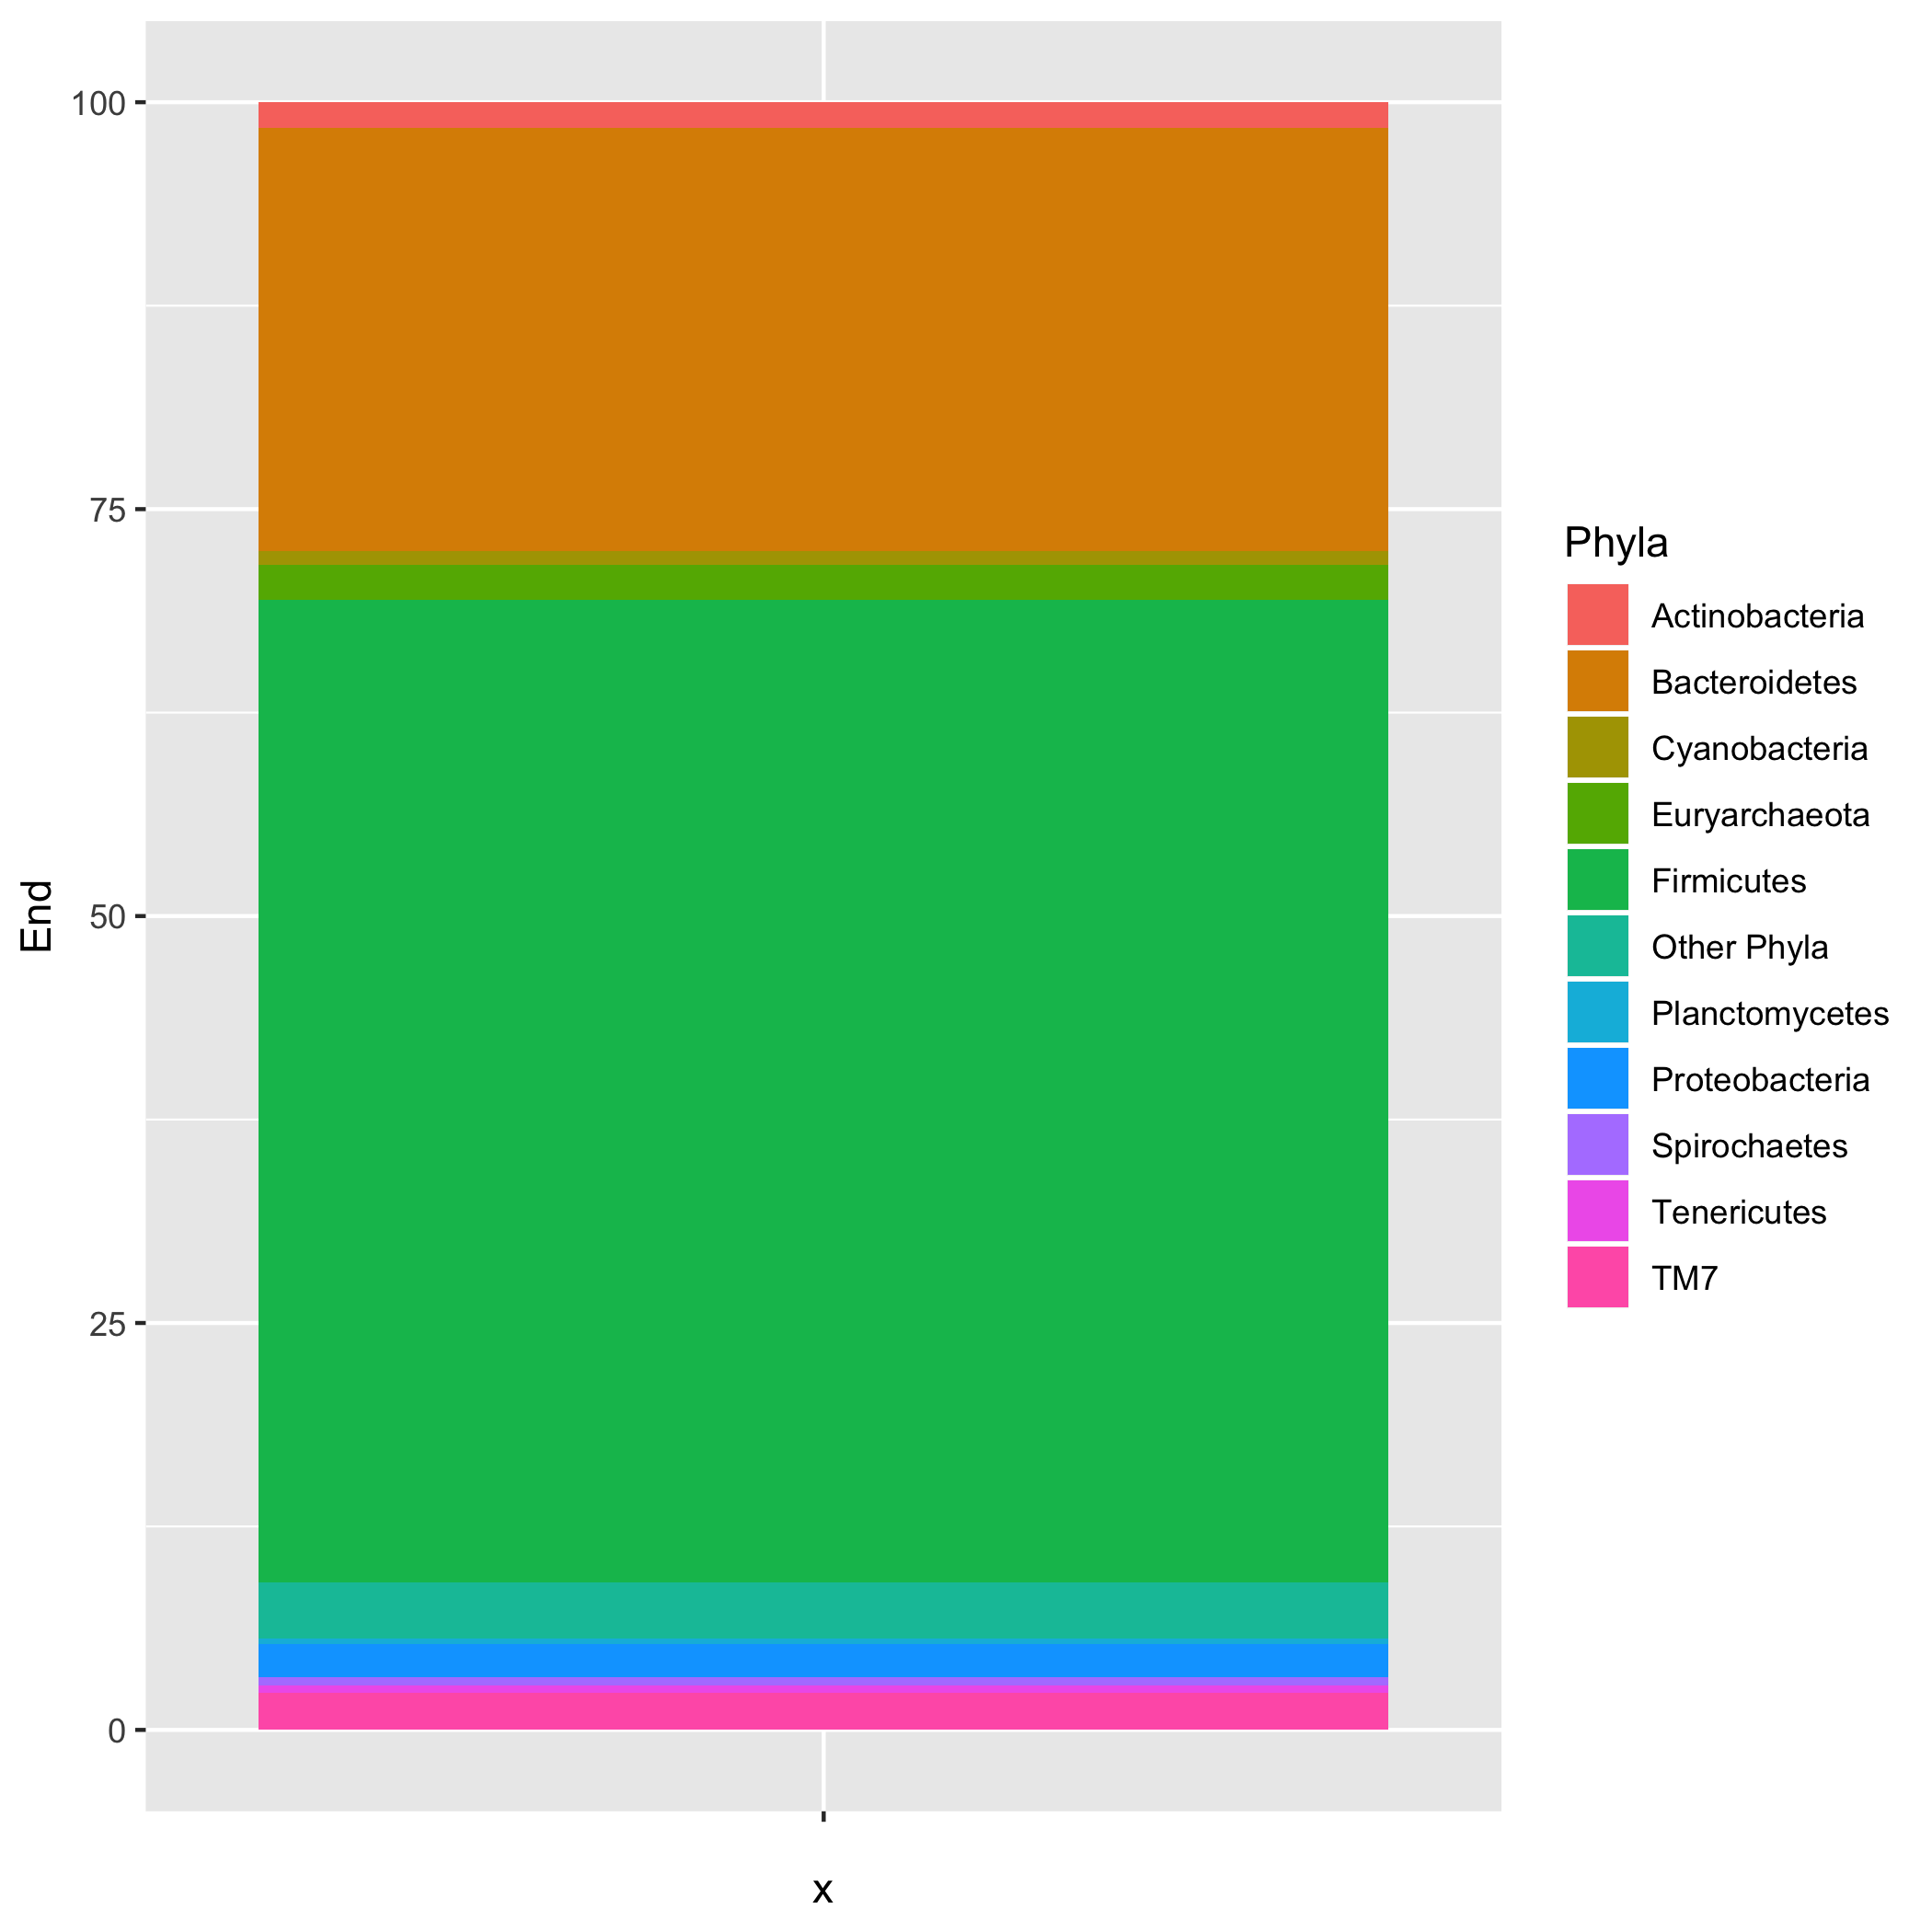 100
75
50
25
0
End
x
Phyla
Actinobacteria
Bacteroidetes
Cyanobacteria
Euryarchaeota
Firmicutes
Other Phyla
Planctomycetes
Proteobacteria
Spirochaetes
Tenericutes
TM7